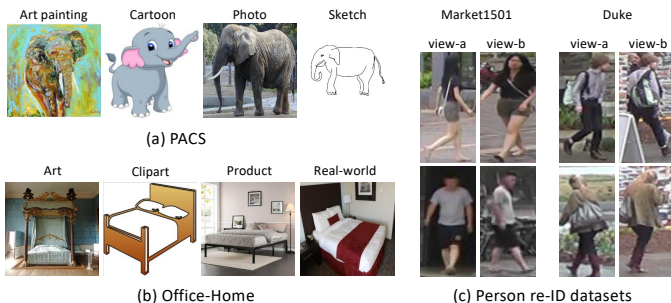 Art painting Cartoon Photo Sketch
(a) PACS
Art Clipart Product Real-world
(b) Office-Home
Market1501 Duke
view-a view-b view-a view-b
(c) Person re-ID datasets